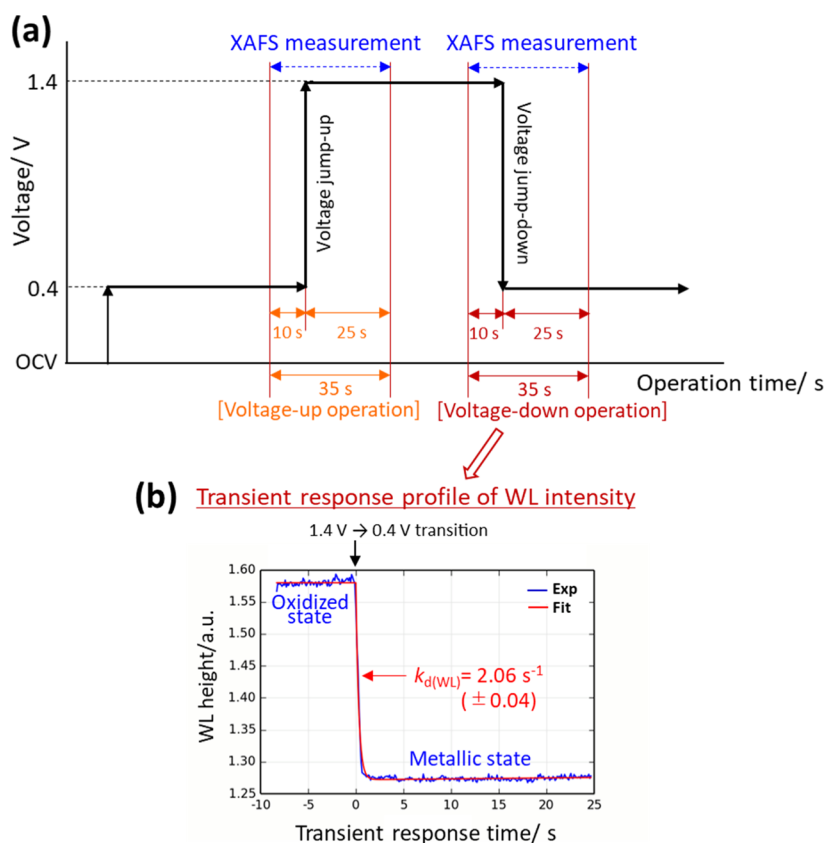 (a)
XAFS measurement
XAFS measurement
1.4
Voltage/ V
Voltage jump-up
Voltage jump-down
0.4
10 s
25 s
10 s
25 s
OCV
35 s
35 s
Operation time/ s
[Voltage-up operation]
[Voltage-down operation]
(b)
Transient response profile of WL intensity
1.4 V → 0.4 V transition
1.60
1.55
1.50
1.45
1.40
1.35
1.30
1.25
WL height/a.u.
Oxidized
state
Exp
Fit
k_d(WL) = 2.06 s⁻¹
(±0.04)
Metallic state
-10
-5
0
5
10
15
20
25
Transient response time/ s